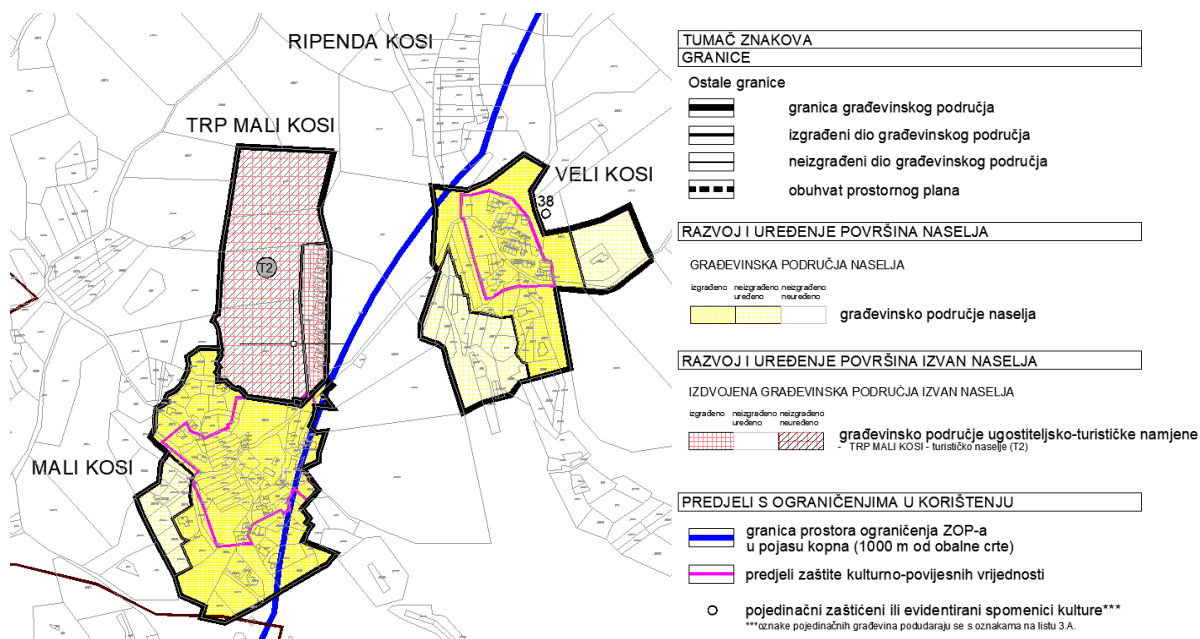 RIPENDA KOSI
TRP MALI KOSI
VELI KOSI
38
T2
MALI KOSI
TUMAČ ZNAKOVA
GRANICE
Ostale granice
granica građevinskog područja
izgrađeni dio građevinskog područja
neizgrađeni dio građevinskog područja
obuhvat prostornog plana
RAZVOJ I UREĐENJE POVRŠINA NASELJA
GRAĐEVINSKA PODRUČJA NASELJA
izgrađeno neizgrađeno neizgrađeno
uređeno neuređeno
građevinsko područje naselja
RAZVOJ I UREĐENJE POVRŠINA IZVAN NASELJA
IZDVOJENA GRAĐEVINSKA PODRUČJA IZVAN NASELJA
izgrađeno neizgrađeno neizgrađeno
uređeno neuređeno
građevinsko područje ugostiteljsko-turističke namjene
- TRP MALI KOSI - turističko naselje (T2)
PREDJELI S OGRANIČENJIMA U KORIŠTENJU
granica prostora ograničenja ZOP-a
u pojasu kopna (1000 m od obalne crte)
predjeli zaštite kulturno-povijesnih vrijednosti
pojedinačni zaštićeni ili evidentirani spomenici kulture***
***oznake pojedinačnih građevina podudaraju se s oznakama na listu 3.A.